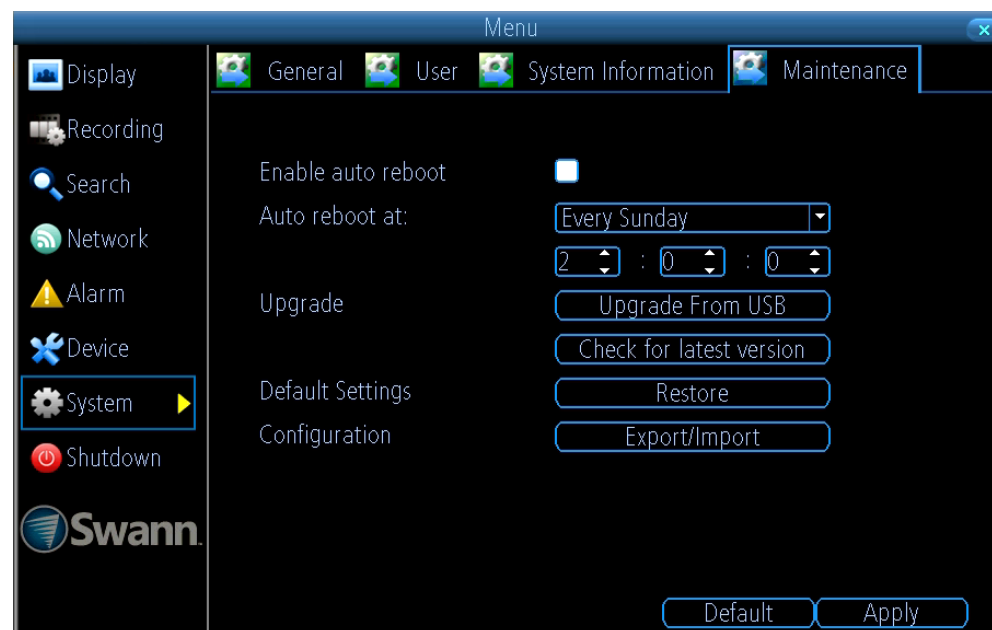 Menu
Display
Recording
Search
Network
Alarm
Device
System
Shutdown
Swann
General User System Information Maintenance
Enable auto reboot
Auto reboot at: Every Sunday
2 : 0 : 0
Upgrade Upgrade From USB
Check for latest version
Default Settings Restore
Configuration Export/Import
Default Apply